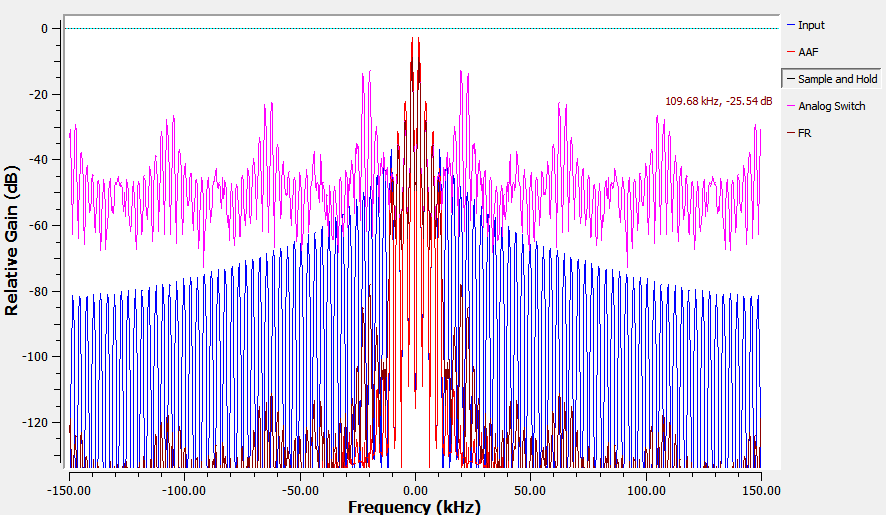 Input
AAF
Sample and Hold
Analog Switch
FR
109.68 kHz, -25.54 dB
Relative Gain (dB)
0
-20
-40
-60
-80
-100
-120
-150.00 -100.00 -50.00 0.00 50.00 100.00 150.00
Frequency (kHz)